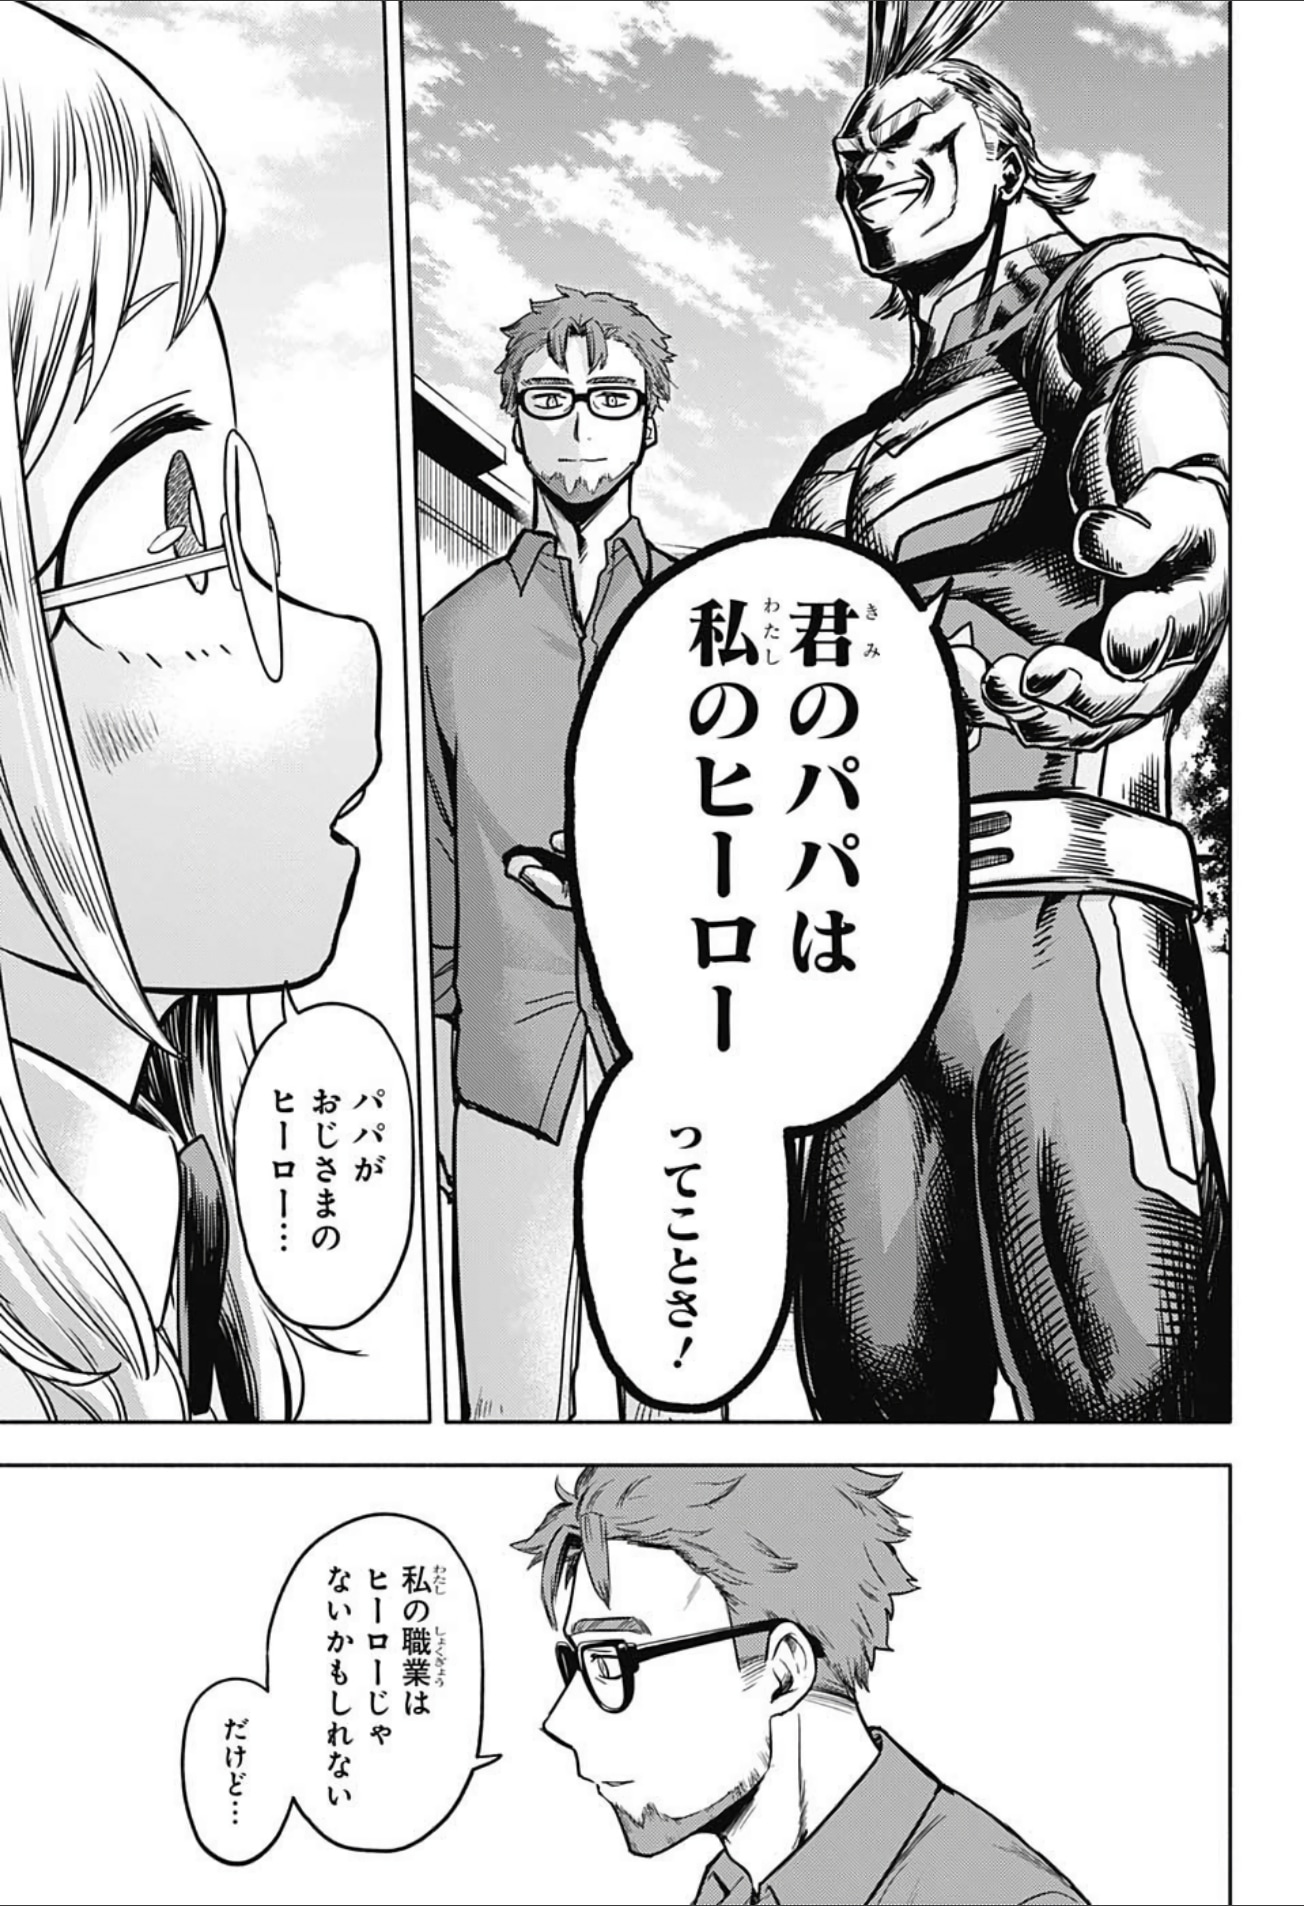 君のパパは
私のヒーロー
ってことさ！
パパが
おじさまの
ヒーロー…
私の職業は
ヒーローじゃ
ないかもしれない
だけど…